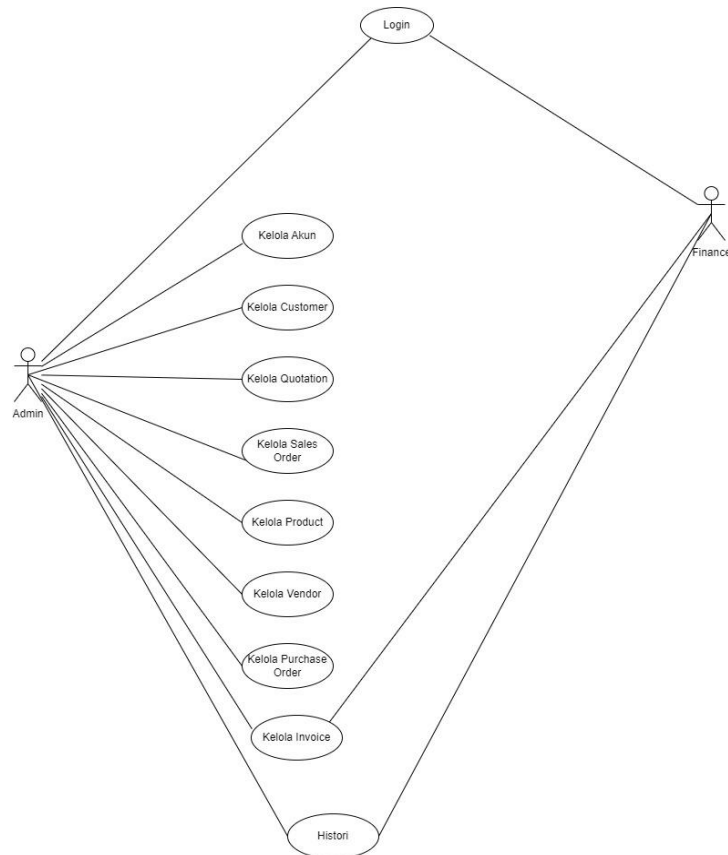 Login
Finance
Kelola Akun
Kelola Customer
Kelola Quotation
Admin
Kelola Sales
Order
Kelola Product
Kelola Vendor
Kelola Purchase
Order
Kelola Invoice
Histori